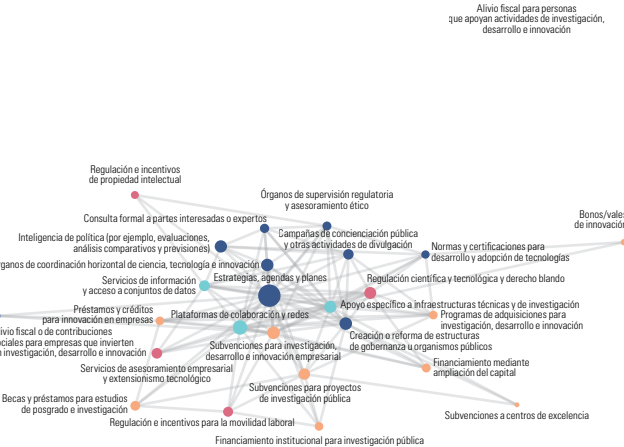 Alivio fiscal para personas
que apoyan actividades de investigación,
desarrollo e innovación
Regulación e incentivos
de propiedad intelectual
Órganos de supervisión regulatoria
y asesoramiento ético
Consulta formal a partes interesadas o expertos
Bonos/vales
de innovación
Campañas de concienciación pública
y otras actividades de divulgación
Inteligencia de política (por ejemplo, evaluaciones,
análisis comparativos y previsiones)
Normas y certificaciones para
desarrollo y adopción de tecnologías
rganos de coordinación horizontal de ciencia, tecnología e innovación
Estrategias, agendas y planes
Regulación científica y tecnológica y derecho blando
Servicios de información
y acceso a conjuntos de datos
Apoyo específico a infraestructuras técnicas y de investigación
Préstamos y créditos
para innovación en empresas
Plataformas de colaboración y redes
Programas de adquisiciones para
investigación, desarrollo e innovación
ivio fiscal o de contribuciones
ciales para empresas que invierten
n investigación, desarrollo e innovación
Creación o reforma de estructuras
de gobernanza u organismos públicos
Subvenciones para investigación,
desarrollo e innovación empresarial
Servicios de asesoramiento empresarial
y extensionismo tecnológico
Financiamiento mediante
ampliación del capital
Subvenciones para proyectos
de investigación pública
Becas y préstamos para estudios
de posgrado e investigación
Subvenciones a centros de excelencia
Regulación e incentivos para la movilidad laboral
Financiamiento institucional para investigación pública